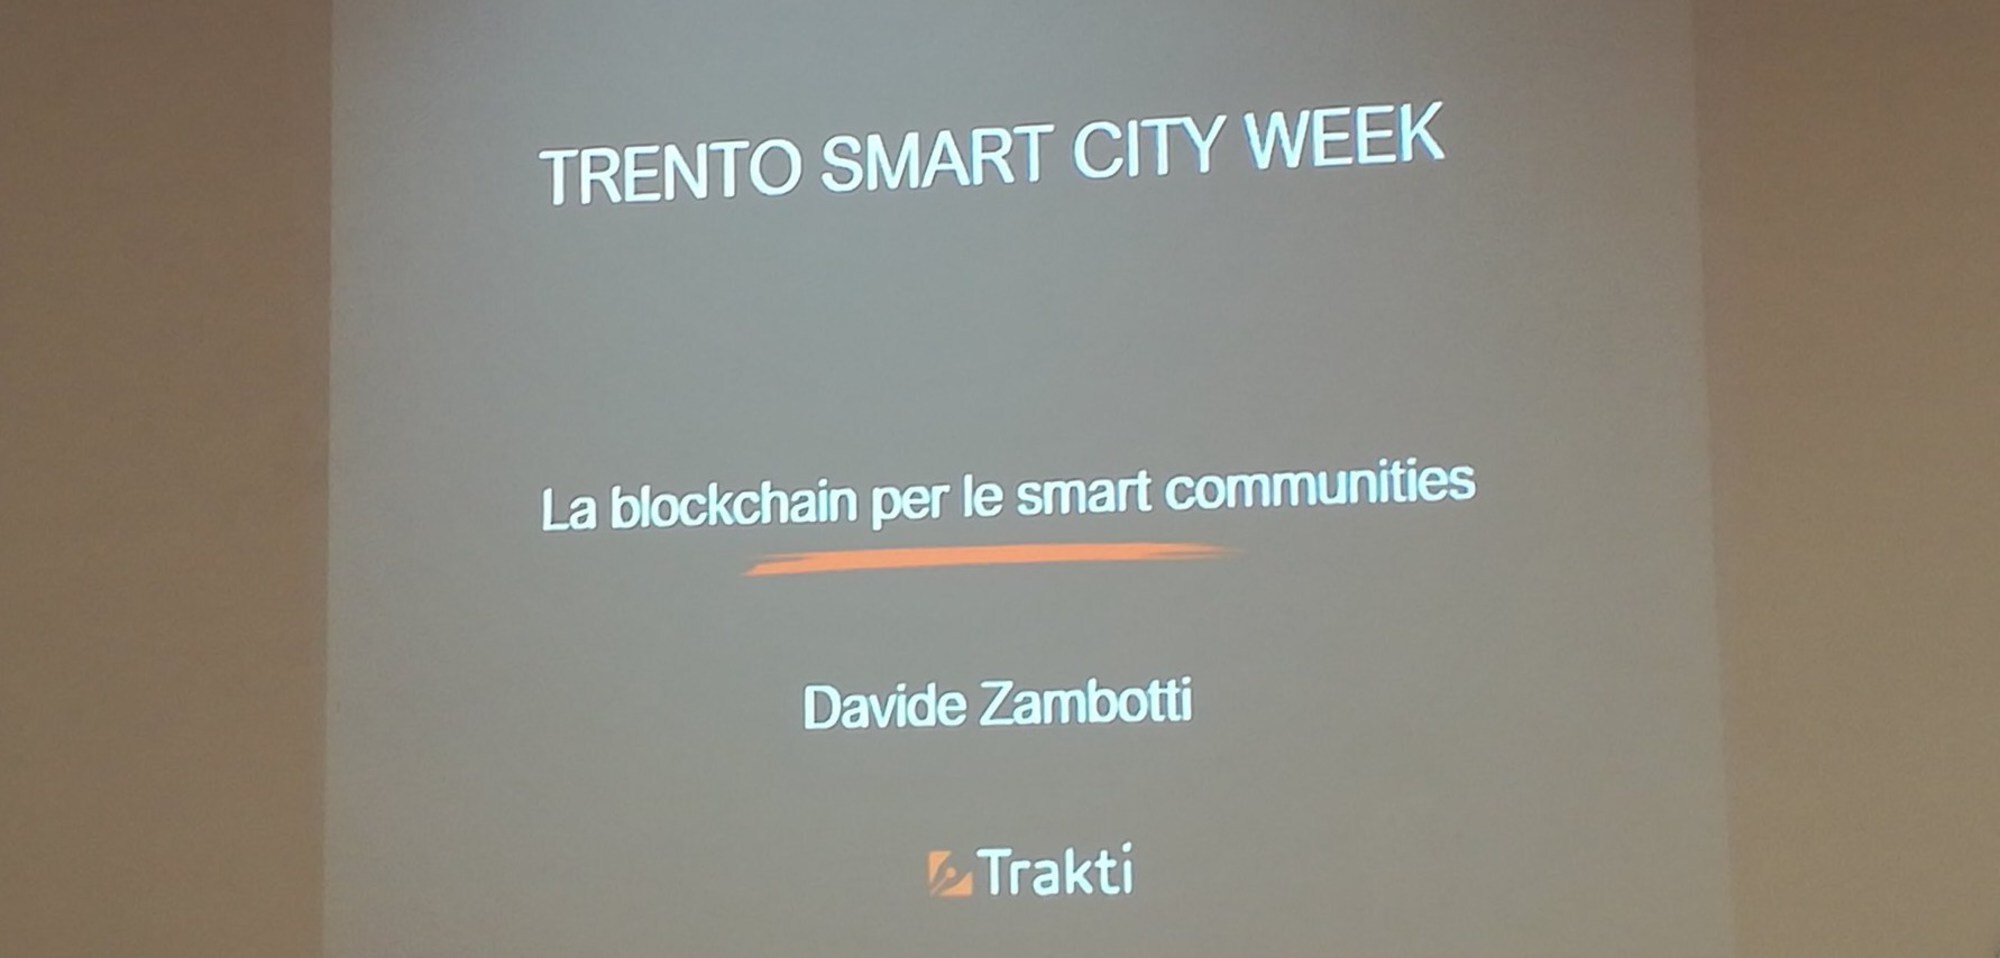 TRENTO SMART CITY WEEK
La blockchain per le smart communities
Davide Zambotti
Trakti